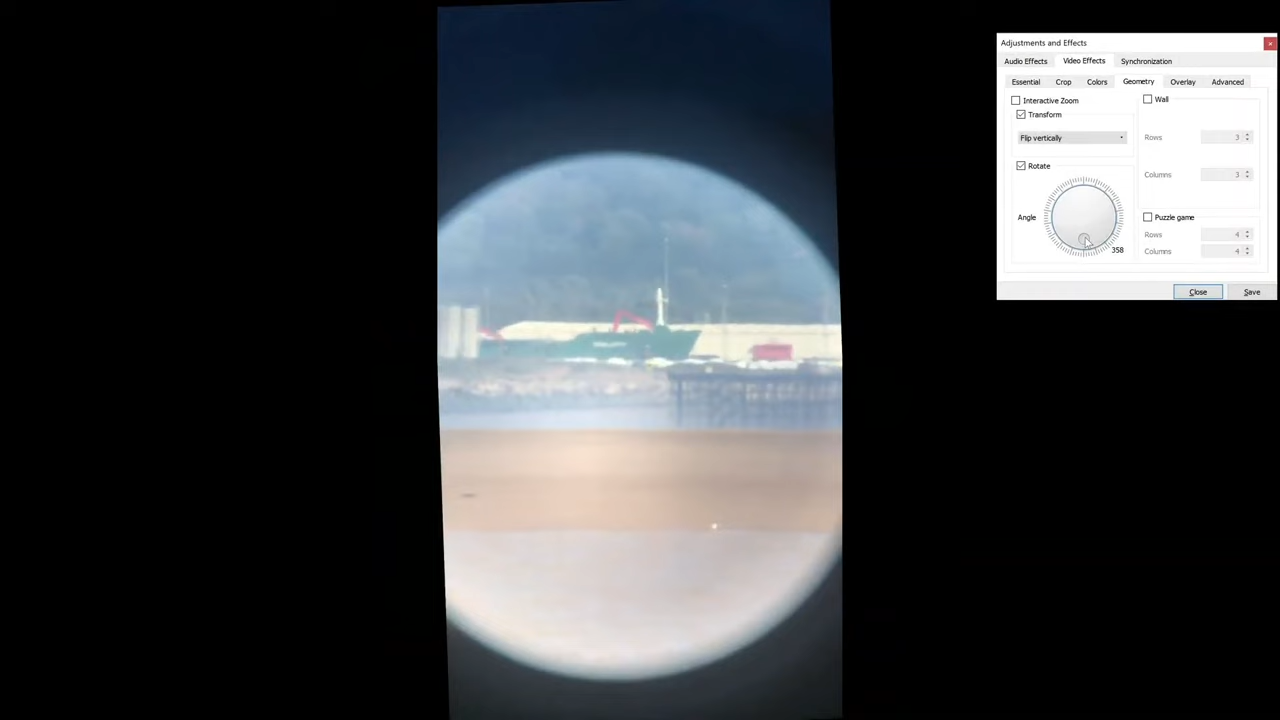 Adjustments and Effects
Audio Effects Video Effects Synchronization
Essential Crop Colors Geometry Overlay Advanced
Interactive Zoom
Transform
Flip vertically
Rotate
Angle
358
Wall
Rows 3
Columns 3
Puzzle game
Rows 4
Columns 4
Close Save